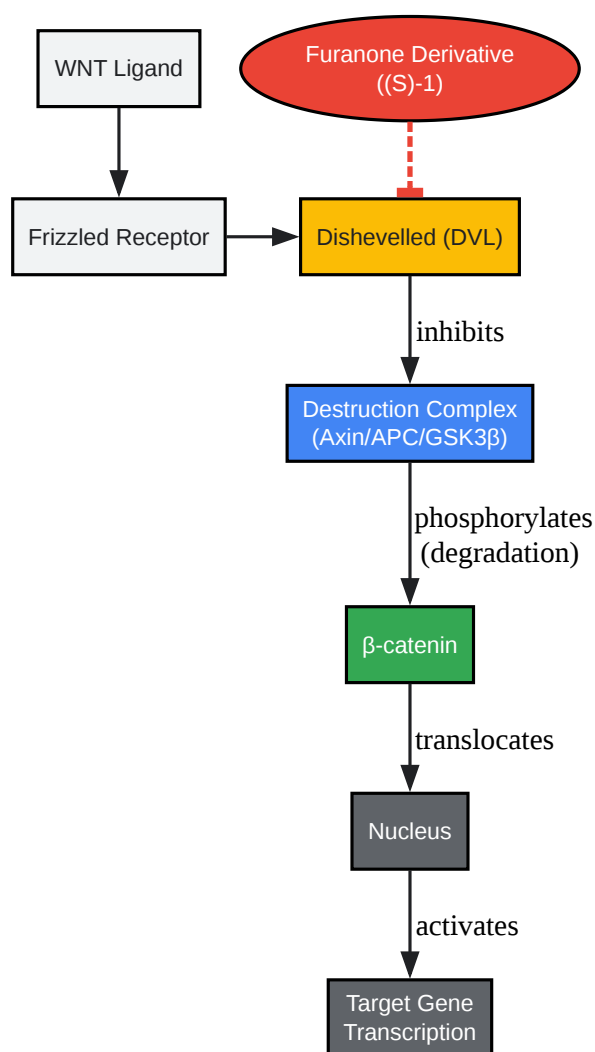 WNT Ligand
Furanone Derivative
((S)-1)
Frizzled Receptor
Dishevelled (DVL)
inhibits
Destruction Complex
(Axin/APC/GSK3β)
phosphorylates
(degradation)
β-catenin
translocates
Nucleus
activates
Target Gene
Transcription